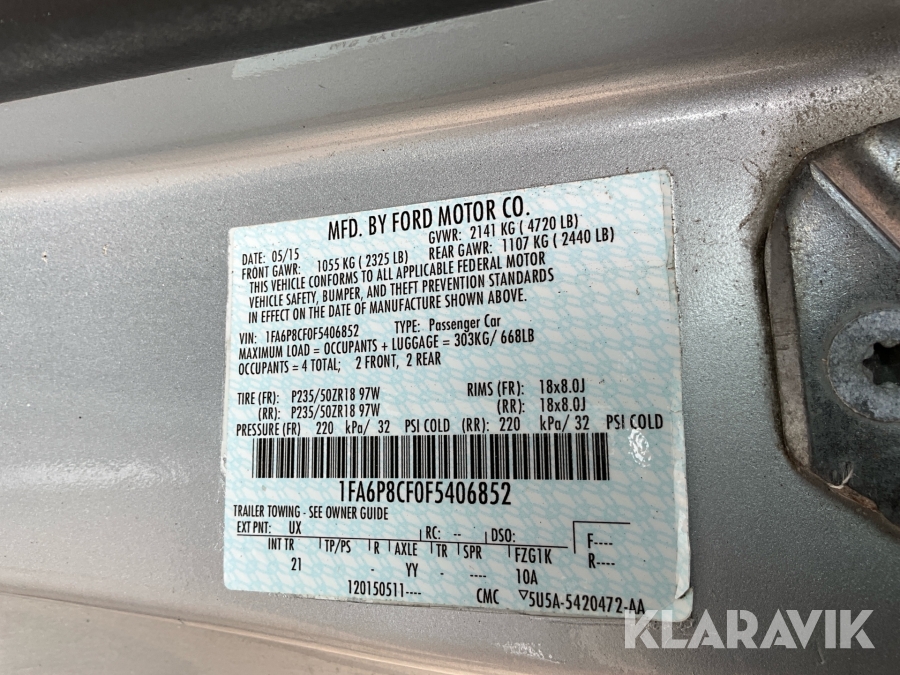 MFD. BY FORD MOTOR CO.
DATE: 05/15 GVWR: 2141 KG ( 4720 LB)
FRONT GAWR: 1055 KG ( 2325 LB) REAR GAWR: 1107 KG ( 2440 LB)
THIS VEHICLE CONFORMS TO ALL APPLICABLE FEDERAL MOTOR
VEHICLE SAFETY, BUMPER, AND THEFT PREVENTION STANDARDS
IN EFFECT ON THE DATE OF MANUFACTURE SHOWN ABOVE.
VIN: 1FA6P8CF0F5406852 TYPE: Passenger Car
MAXIMUM LOAD = OCCUPANTS + LUGGAGE = 303KG/ 668LB
OCCUPANTS = 4 TOTAL; 2 FRONT, 2 REAR
TIRE (FR): P235/50ZR18 97W RIMS (FR): 18x8.0J
(RR): P235/50ZR18 97W (RR): 18x8.0J
PRESSURE (FR) 220 kPa/ 32 PSI COLD (RR): 220 kPa/ 32 PSI COLD
1FA6P8CF0F5406852
TRAILER TOWING - SEE OWNER GUIDE
EXT PNT: UX RC: -- DSO: F----
INT TR TP/PS R AXLE TR SPR FZG1K R----
21 - YY - 10A
120150511---- CMC ▽5U5A-5420472-AA
KLARAVIK